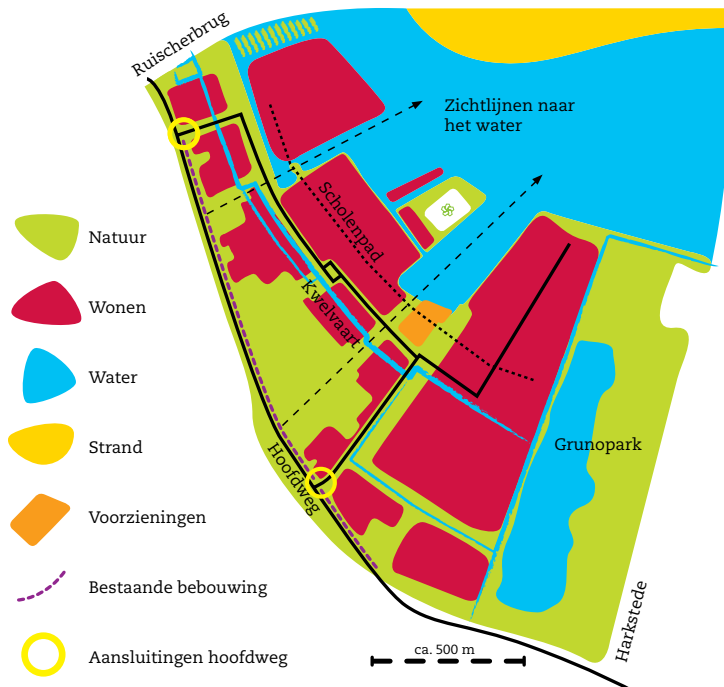 Ruischerbrug
Zichtlijnen naar
het water
Scholenpad
Kwelvaart
Hoofdweg
Grunopark
Harkstede
Natuur
Wonen
Water
Strand
Voorzieningen
Bestaande bebouwing
Aansluitingen hoofdweg
ca. 500 m